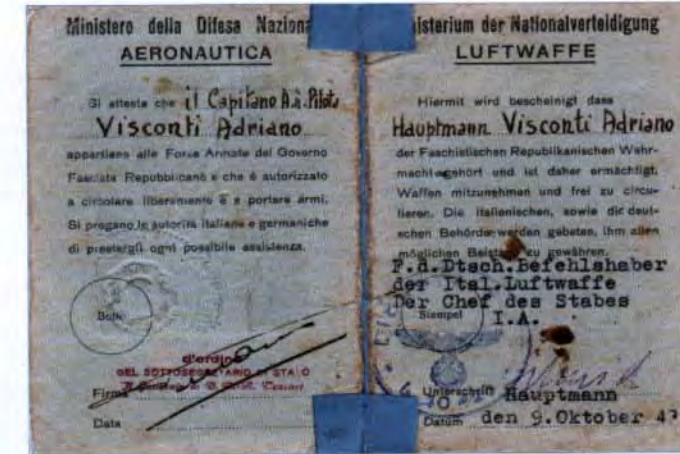 Ministero della Difesa
AERONAUTICA
Si attesta che il Capitano A.A. Pilota
Visconti Adriano
appartiene alle Forze Armate del Governo
Fascista Repubblicano e che è autorizzato
a circolare liberamente e a portare armi.
Si pregano le autorità italiane e germaniche
di prestargli ogni possibile assistenza.
Bollo
d'ordine
DEL SOTTOSEGRETARIO DI STATO
Firma
Data
der Nationalverteidigung
LUFTWAFFE
Hiermit wird bescheinigt dass
Hauptmann Visconti Adriano
der Faschistischen Republikanischen Wehr-
macht angehört und ist daher ermächtigt,
Waffen mitzunehmen und frei zu circu-
lieren. Die italienischen, sowie die deut-
schen Behörden werden gebeten, ihm allen
möglichen Beistand zu gewähren.
F.d.Dtsch.Befehlshaber
der Ital.Luftwaffe
Der Chef des Stabes
Stempel I.A.
Unterschrift Hauptmann
Datum den 9.Oktober 43